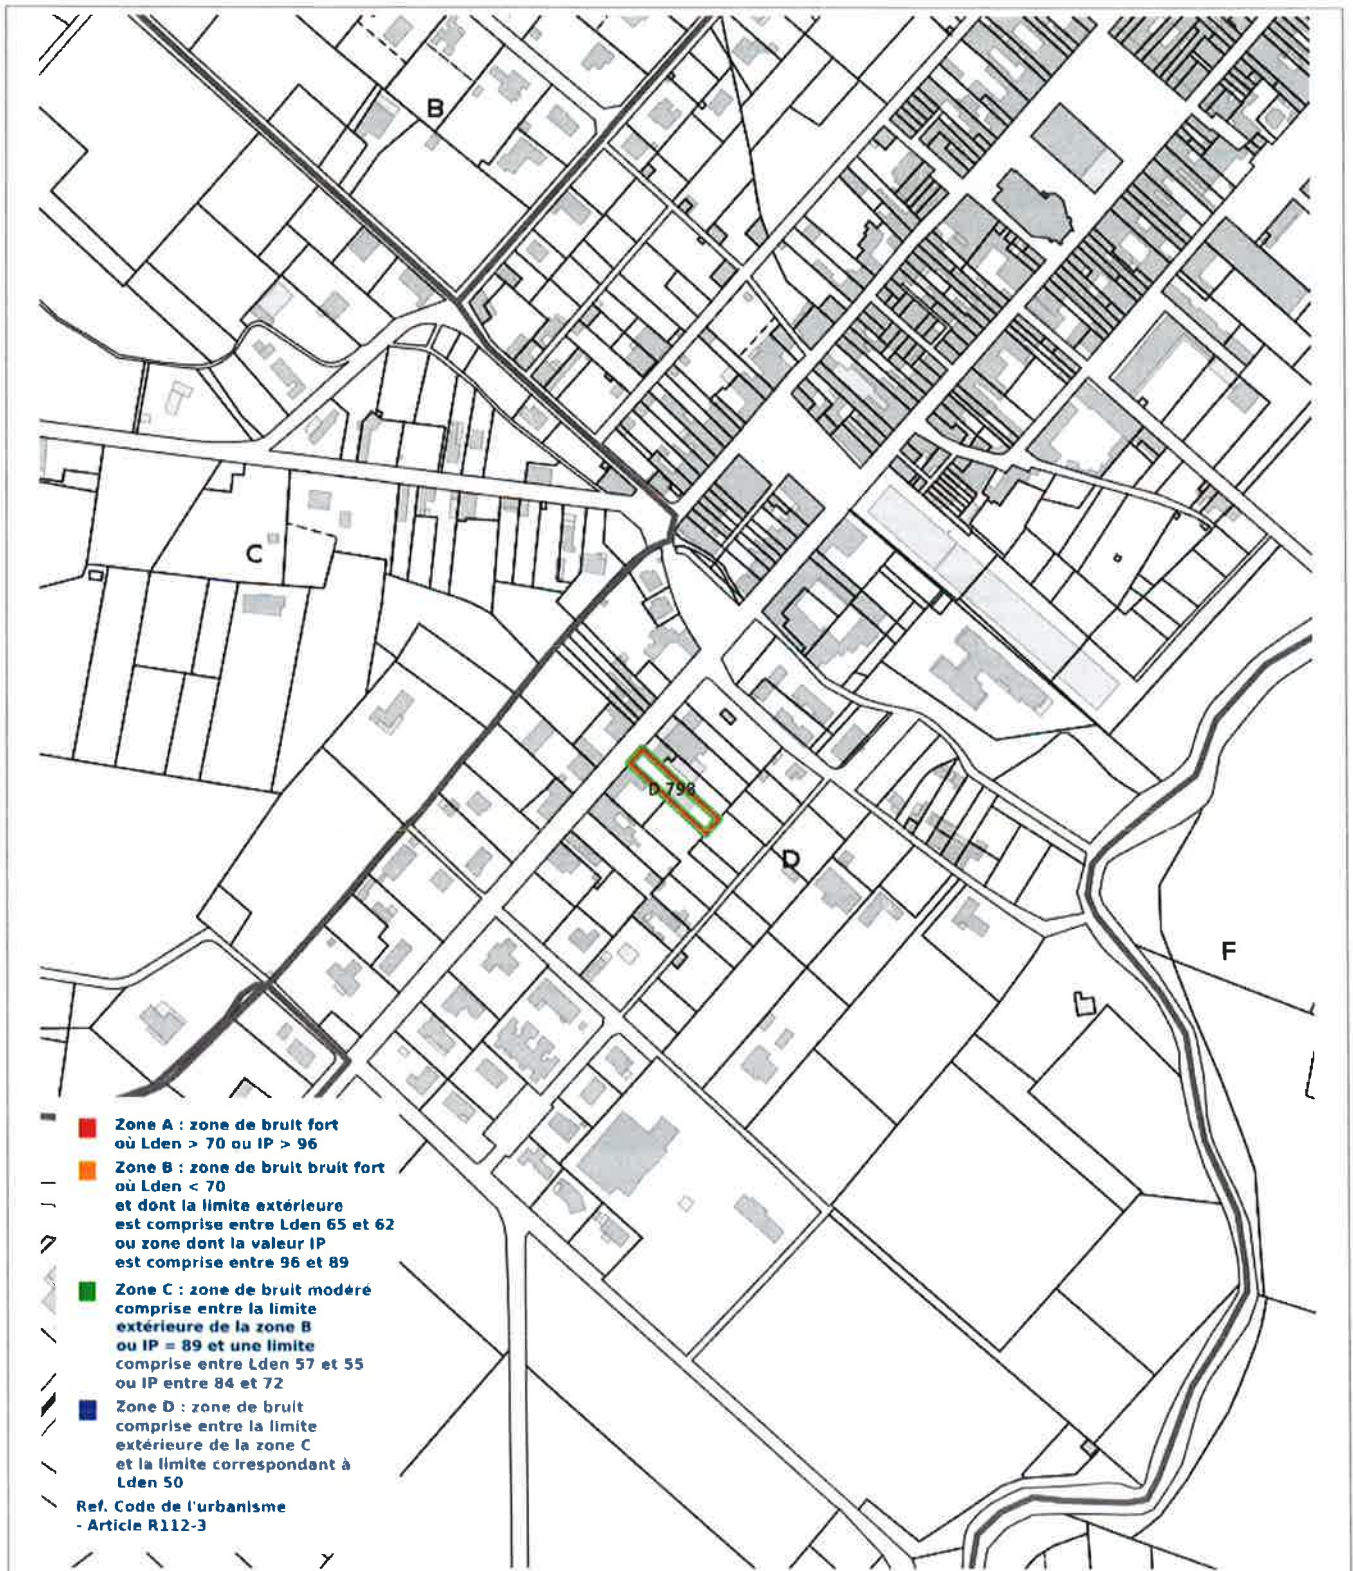 B
C
D 798
D
F
Zone A : zone de bruit fort
où Lden > 70 ou IP > 96
Zone B : zone de bruit bruit fort
où Lden < 70
et dont la limite extérieure
est comprise entre Lden 65 et 62
ou zone dont la valeur IP
est comprise entre 96 et 89
Zone C : zone de bruit modéré
comprise entre la limite
extérieure de la zone B
ou IP = 89 et une limite
comprise entre Lden 57 et 55
ou IP entre 84 et 72
Zone D : zone de bruit
comprise entre la limite
extérieure de la zone C
et la limite correspondant à
Lden 50
Ref. Code de l'urbanisme
- Article R112-3